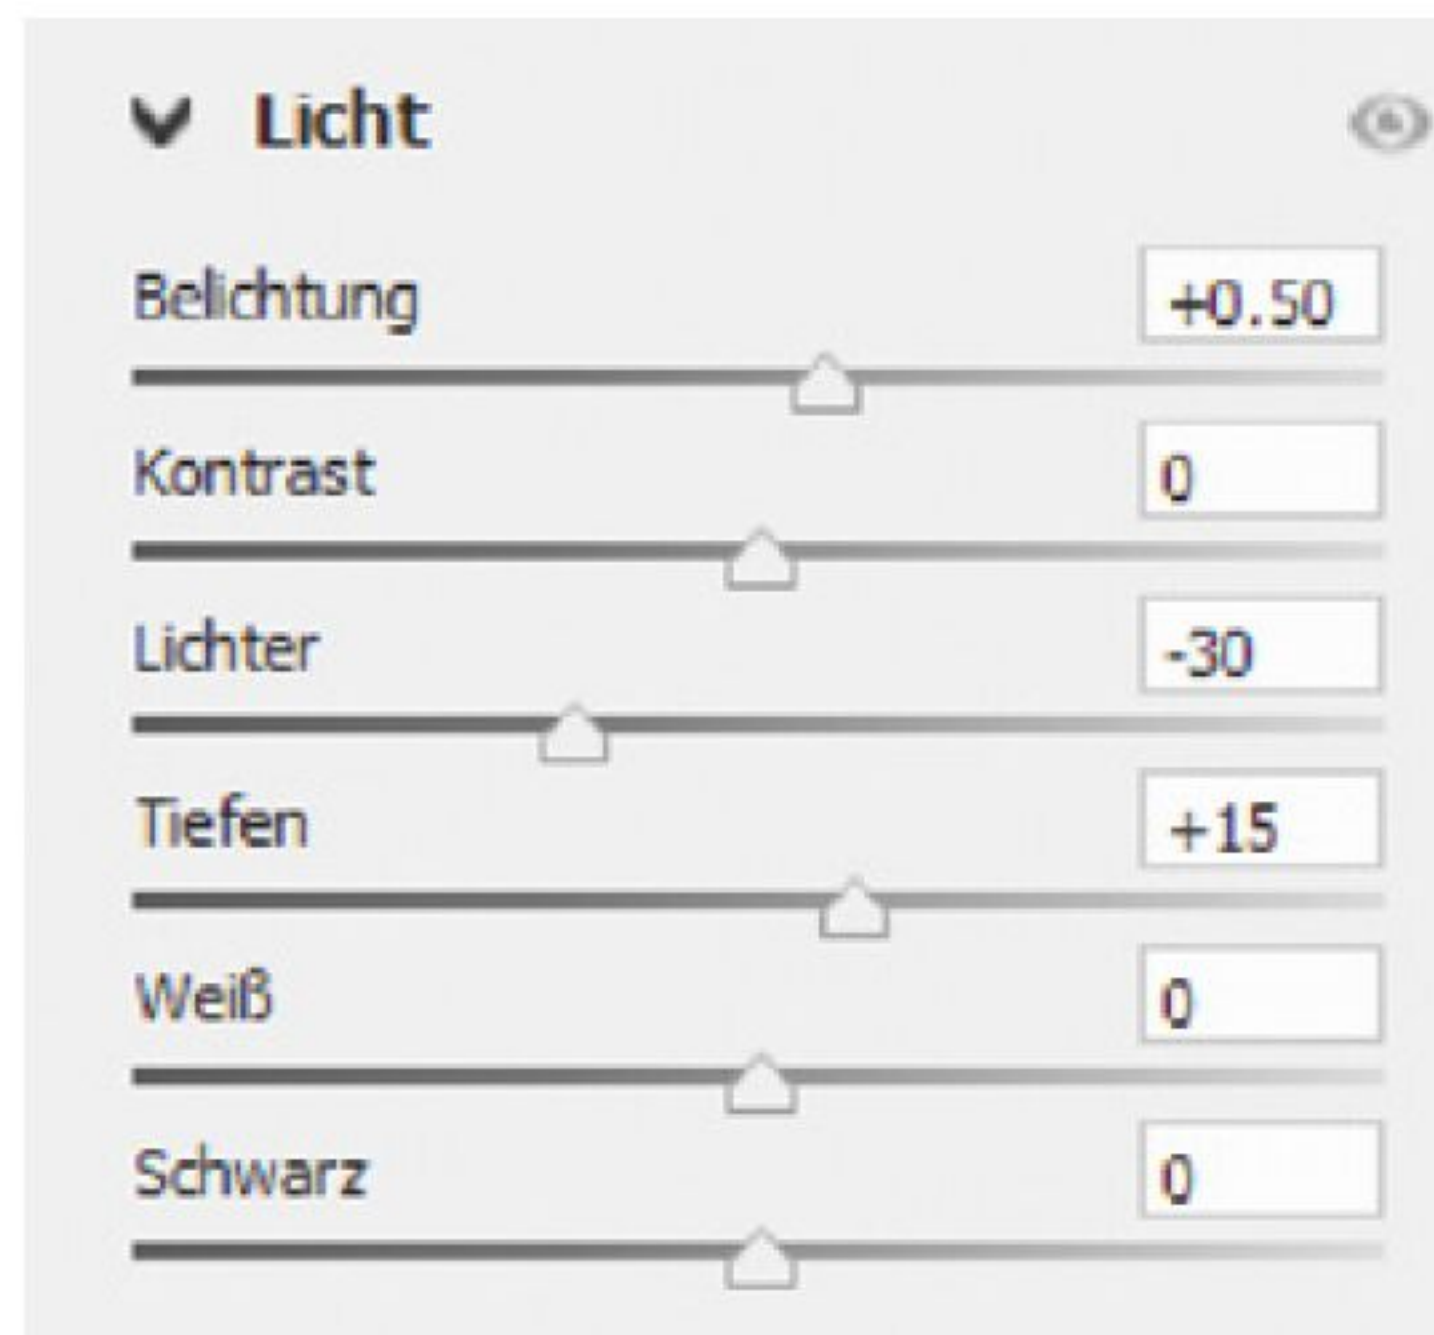 Licht
Belichtung +0.50
Kontrast 0
Lichter -30
Tiefen +15
Weiß 0
Schwarz 0